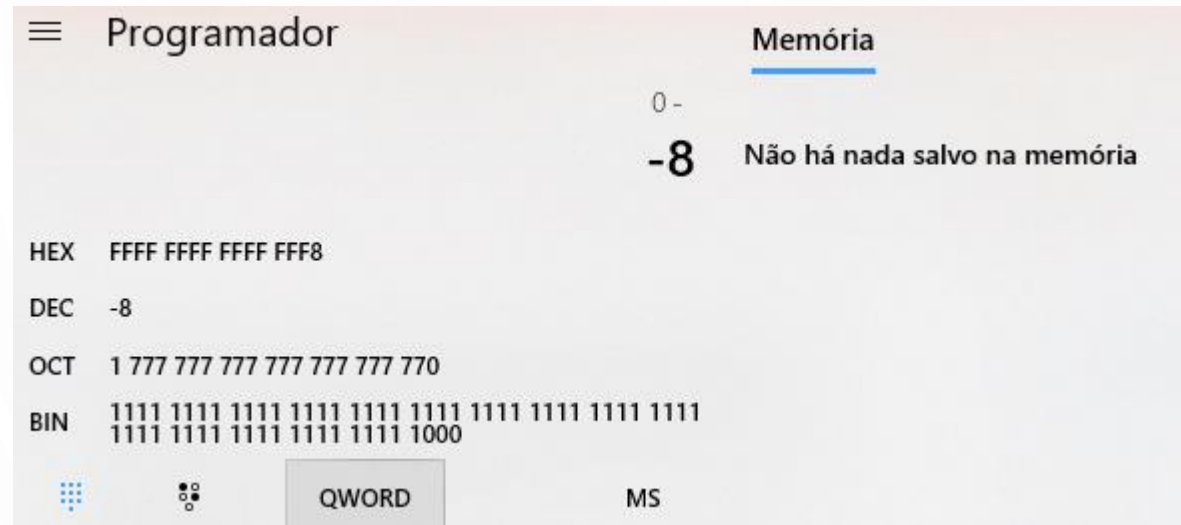 Programador
Memória
0 -
-8
Não há nada salvo na memória
HEX FFFF FFFF FFFF FFF8
DEC -8
OCT 1 777 777 777 777 777 777 770
BIN 1111 1111 1111 1111 1111 1111 1111 1111 1111 1111
1111 1111 1111 1111 1111 1000
QWORD MS